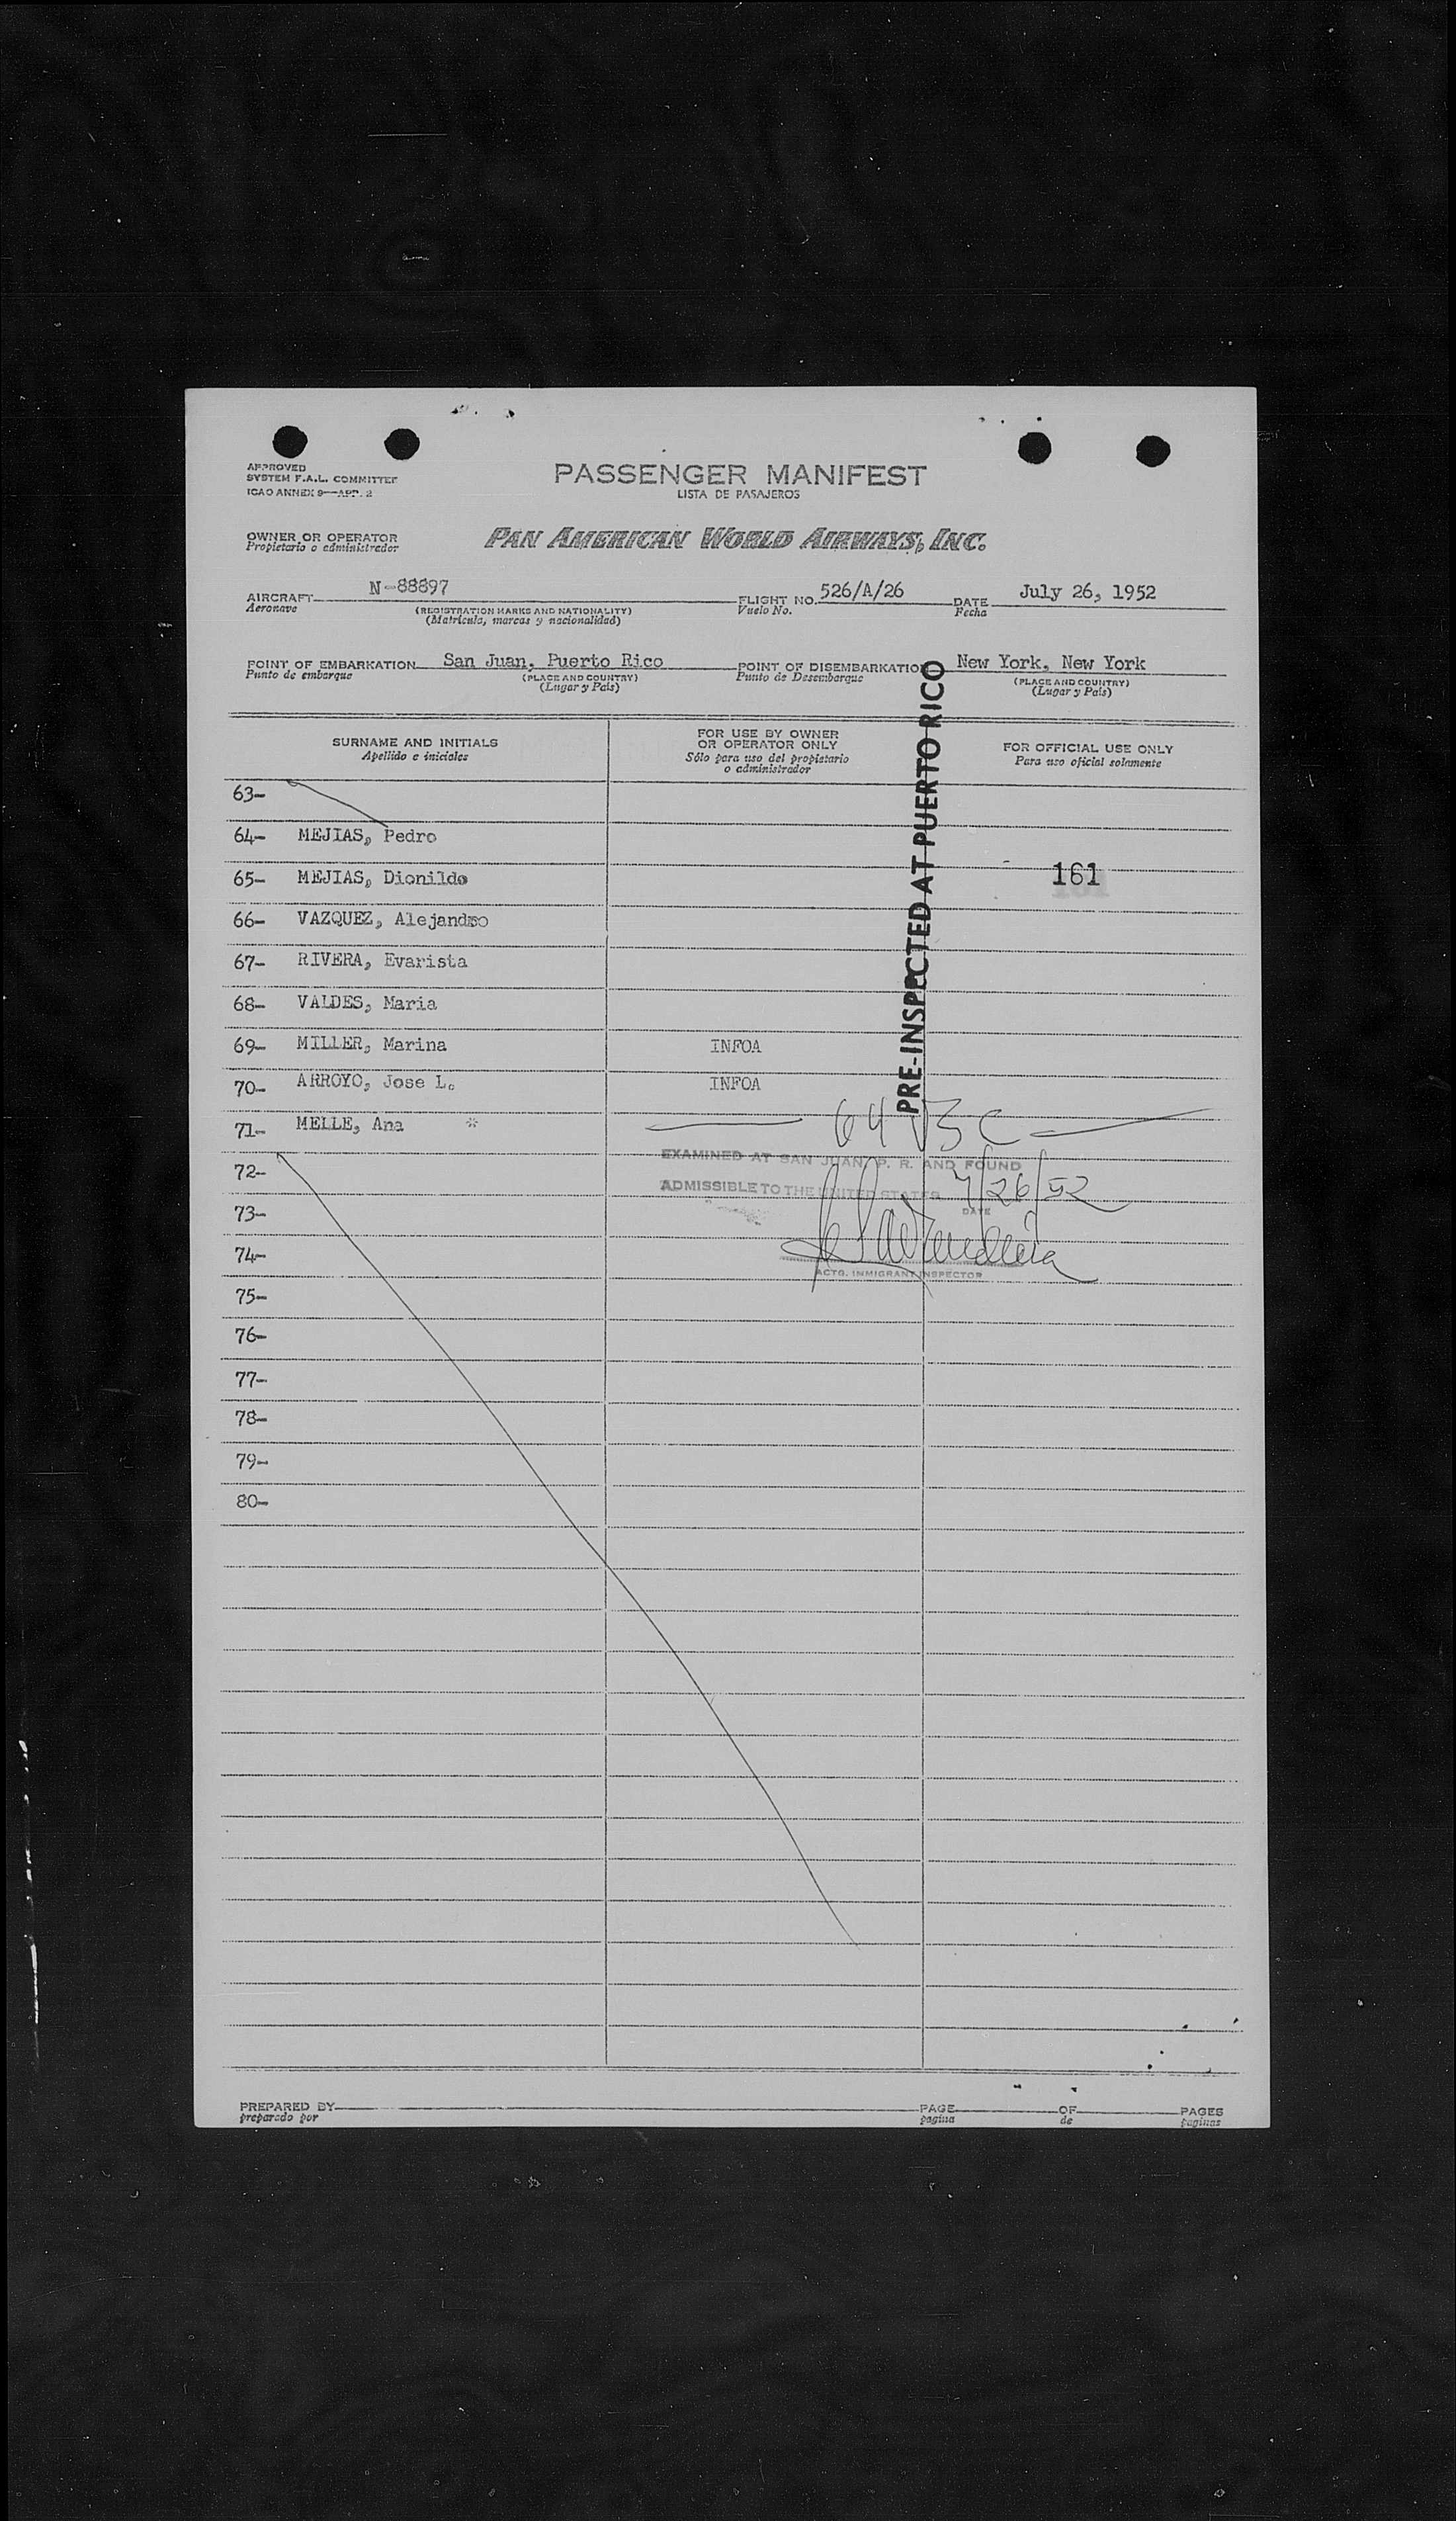 APPROVED
SYSTEM F.A.L. COMMITTEE
ICAO ANNEX 9—APP. 2
PASSENGER MANIFEST
LISTA DE PASAJEROS
OWNER OR OPERATOR
Propietario o administrador
PAN AMERICAN WORLD AIRWAYS, INC.
AIRCRAFT N-88897 FLIGHT NO. 526/A/26 DATE July 26, 1952
Aeronave (REGISTRATION MARKS AND NATIONALITY) Vuelo No. Fecha
(Matrícula, marcas y nacionalidad)
POINT OF EMBARKATION San Juan, Puerto Rico POINT OF DISEMBARKATION New York, New York
Punto de embarque (PLACE AND COUNTRY) Punto de Desembarque (PLACE AND COUNTRY)
(Lugar y País) (Lugar y País)
SURNAME AND INITIALS
Apellido e iniciales
FOR USE BY OWNER
OR OPERATOR ONLY
Sólo para uso del propietario
o administrador
FOR OFFICIAL USE ONLY
Para uso oficial solamente
PRE-INSPECTED AT PUERTO RICO
63-
64- MEJIAS, Pedro
65- MEJIAS, Dionilda 161
66- VAZQUEZ, Alejandro
67- RIVERA, Evarista
68- VALDES, Maria
69- MILLER, Marina INFOA
70- ARROYO, Jose L. INFOA
71- MELLE, Ana *
64 3C
EXAMINED AT SAN JUAN, P. R. AND FOUND
ADMISSIBLE TO THE UNITED STATES 7/26/52
DATE
ACTG. INMIGRANT INSPECTOR
72-
73-
74-
75-
76-
77-
78-
79-
80-
PREPARED BY PAGE OF PAGES
preparado por pagina de paginas